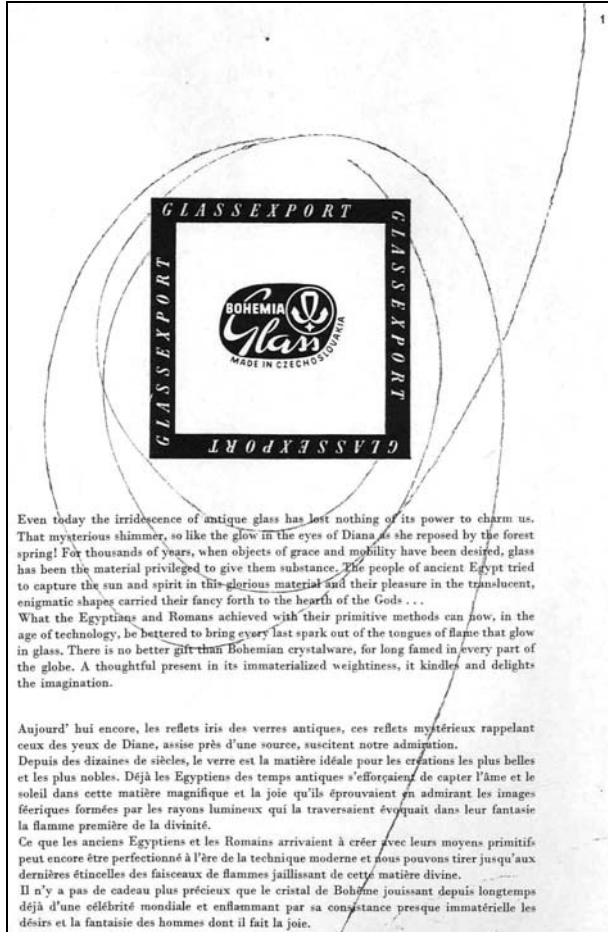 1
GLASSEXPORT
GLASSEXPORT
GLASSEXPORT
GLASSEXPORT
BOHEMIA
Glass
MADE IN CZECHOSLOVAKIA
Even today the irridescence of antique glass has lost nothing of its power to charm us.
That mysterious shimmer, so like the glow in the eyes of Diana as she reposed by the forest
spring! For thousands of years, when objects of grace and mobility have been desired, glass
has been the material privileged to give them substance. The people of ancient Egypt tried
to capture the sun and spirit in this glorious material and their pleasure in the translucent,
enigmatic shapes carried their fancy forth to the hearth of the Gods ...
What the Egyptians and Romans achieved with their primitive methods can now, in the
age of technology, be bettered to bring every last spark out of the tongues of flame that glow
in glass. There is no better gift than Bohemian crystalware, for long famed in every part of
the globe. A thoughtful present in its immaterialized weightiness, it kindles and delights
the imagination.
Aujourd' hui encore, les reflets iris des verres antiques, ces reflets mystérieux rappelant
ceux des yeux de Diane, assise près d'une source, suscitent notre admiration.
Depuis des dizaines de siècles, le verre est la matière idéale pour les créations les plus belles
et les plus nobles. Déjà les Egyptiens des temps antiques s'efforçaient de capter l'âme et le
soleil dans cette matière magnifique et la joie qu'ils éprouvaient en admirant les images
féeriques formées par les rayons lumineux qui la traversaient évoquait dans leur fantasie
la flamme première de la divinité.
Ce que les anciens Egyptiens et les Romains arrivaient à créer avec leurs moyens primitifs
peut encore être perfectionné à l'ère de la technique moderne et nous pouvons tirer jusqu'aux
dernières étincelles des faisceaux de flammes jaillissant de cette matière divine.
Il n'y a pas de cadeau plus précieux que le cristal de Bohême jouissant depuis longtemps
déjà d'une célébrité mondiale et enflammant par sa consistance presque immatérielle les
désirs et la fantaisie des hommes dont il fait la joie.